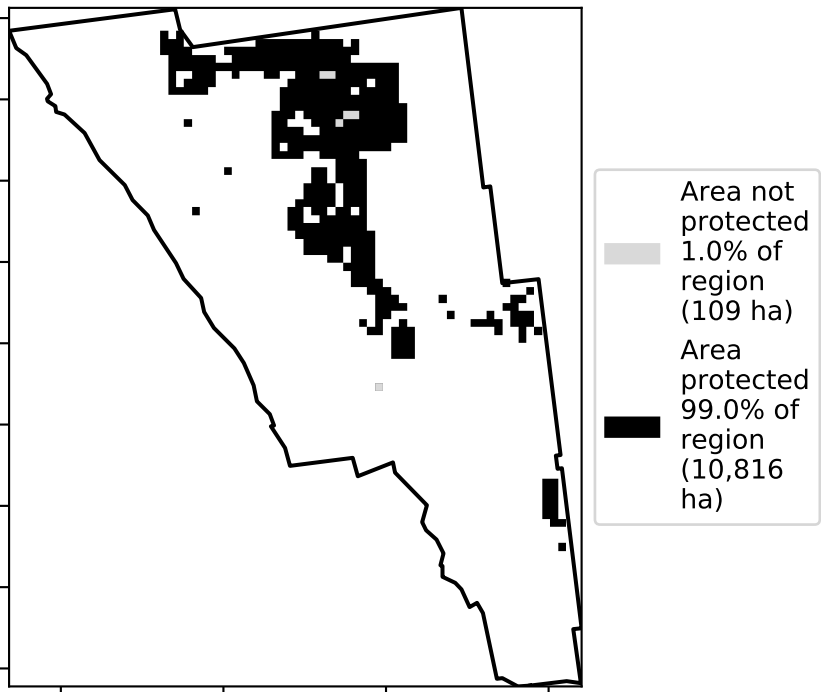 Area not
protected
1.0% of
region
(109 ha)
Area
protected
99.0% of
region
(10,816
ha)